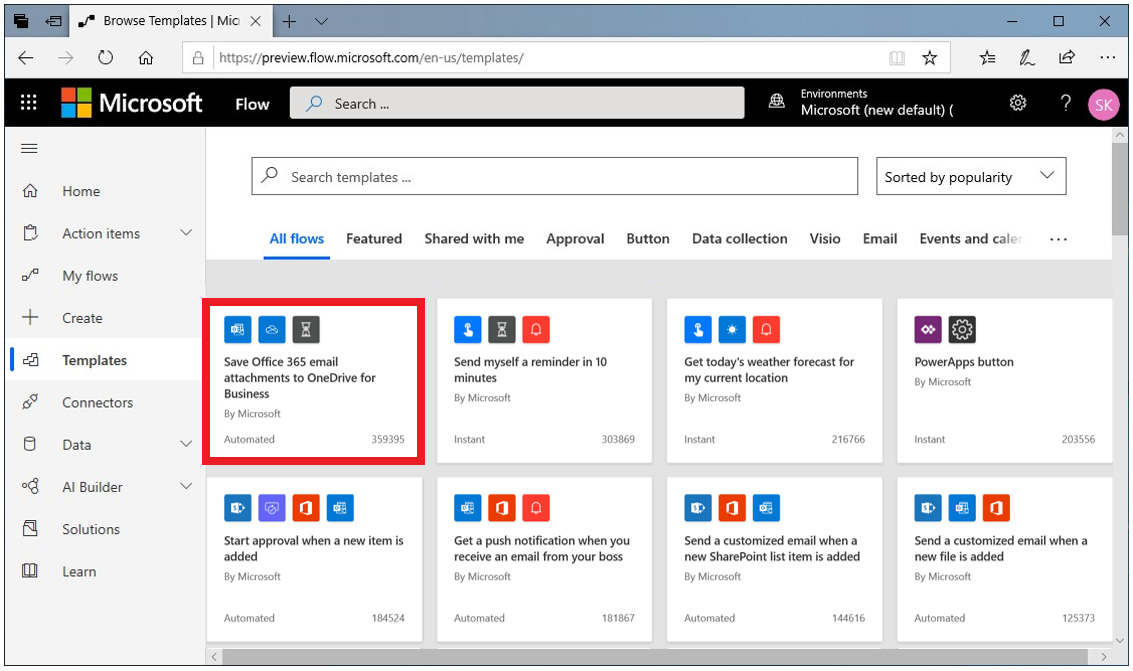 Browse Templates | Mic
https://preview.flow.microsoft.com/en-us/templates/
Microsoft
Flow
Search ...
Environments
Microsoft (new default) (
?
SK
Search templates ...
Sorted by popularity
Home
Action items
My flows
Create
Templates
Connectors
Data
AI Builder
Solutions
Learn
All flows
Featured
Shared with me
Approval
Button
Data collection
Visio
Email
Events and caler
...
Save Office 365 email
attachments to OneDrive for
Business
By Microsoft
Automated
359395
Send myself a reminder in 10
minutes
By Microsoft
Instant
303869
Get today's weather forecast for
my current location
By Microsoft
Instant
216766
PowerApps button
By Microsoft
Instant
203556
Start approval when a new item is
added
By Microsoft
Automated
184524
Get a push notification when you
receive an email from your boss
By Microsoft
Automated
181867
Send a customized email when a
new SharePoint list item is added
By Microsoft
Automated
144616
Send a customized email when a
new file is added
By Microsoft
Automated
125373